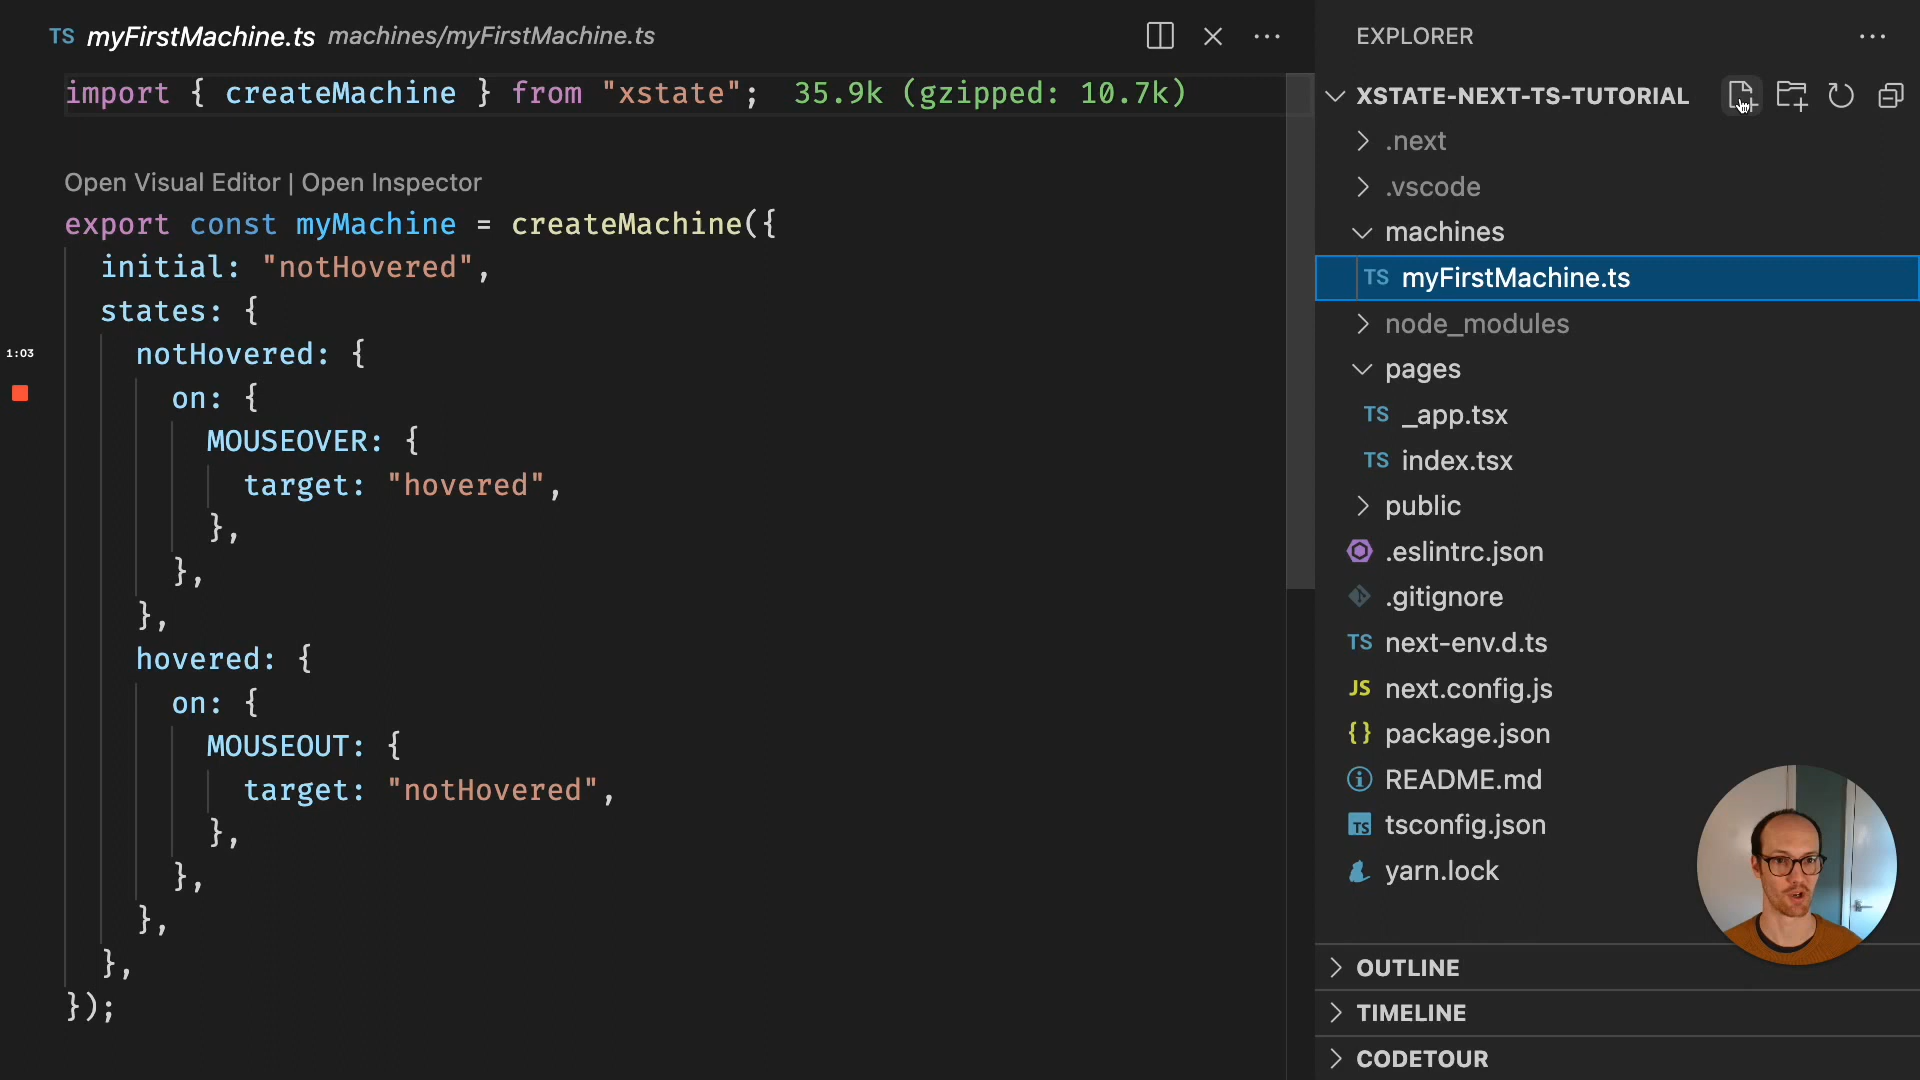 TS myFirstMachine.ts machines/myFirstMachine.ts
import { createMachine } from "xstate"; 35.9k (gzipped: 10.7k)
Open Visual Editor | Open Inspector
export const myMachine = createMachine({
initial: "notHovered",
states: {
notHovered: {
on: {
MOUSEOVER: {
target: "hovered",
},
},
},
hovered: {
on: {
MOUSEOUT: {
target: "notHovered",
},
},
},
},
});
1:03
EXPLORER
XSTATE-NEXT-TS-TUTORIAL
.next
.vscode
machines
TS myFirstMachine.ts
node_modules
pages
TS _app.tsx
TS index.tsx
public
.eslintrc.json
.gitignore
TS next-env.d.ts
JS next.config.js
{} package.json
README.md
TS tsconfig.json
yarn.lock
OUTLINE
TIMELINE
CODETOUR